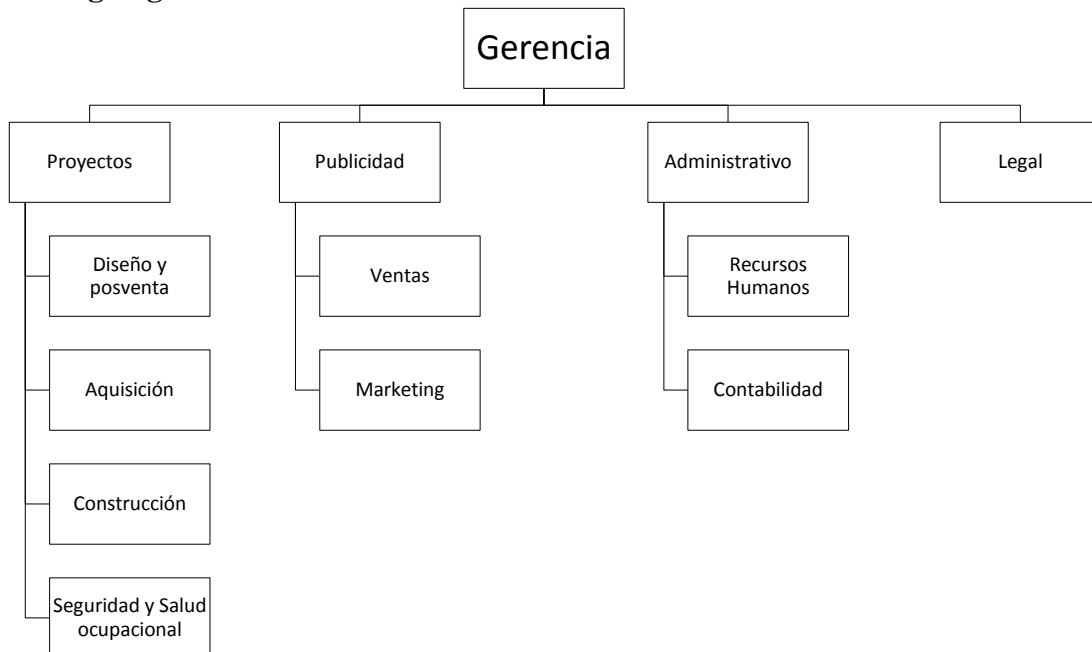 Gerencia
Proyectos
Publicidad
Administrativo
Legal
Diseño y
posventa
Ventas
Recursos
Humanos
Aquisición
Marketing
Contabilidad
Construcción
Seguridad y Salud
ocupacional